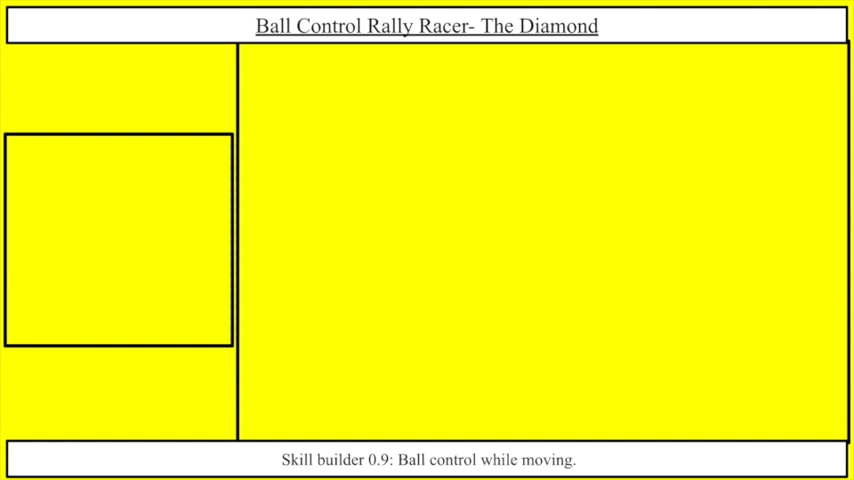 Ball Control Rally Racer- The Diamond
Skill builder 0.9: Ball control while moving.